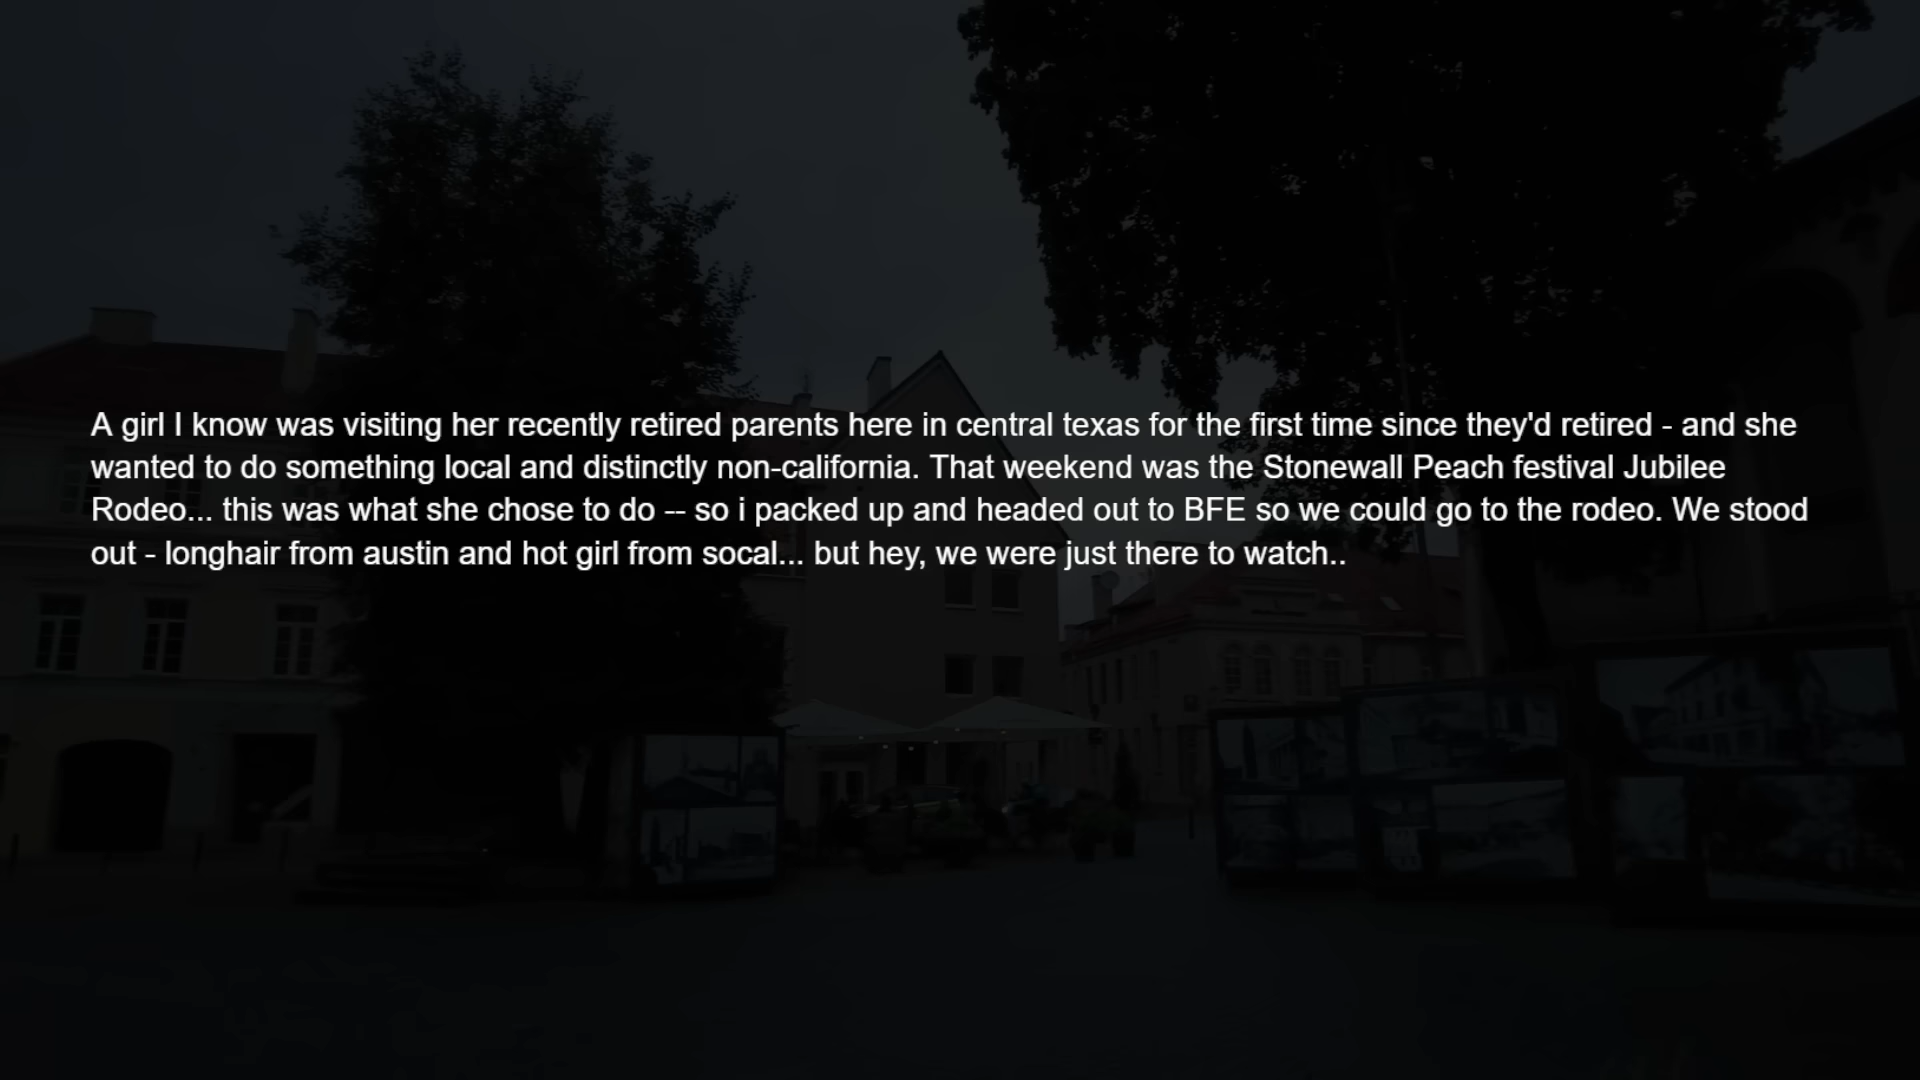 A girl I know was visiting her recently retired parents here in central texas for the first time since they'd retired - and she
wanted to do something local and distinctly non-california. That weekend was the Stonewall Peach festival Jubilee
Rodeo... this was what she chose to do -- so i packed up and headed out to BFE so we could go to the rodeo. We stood
out - longhair from austin and hot girl from socal... but hey, we were just there to watch..